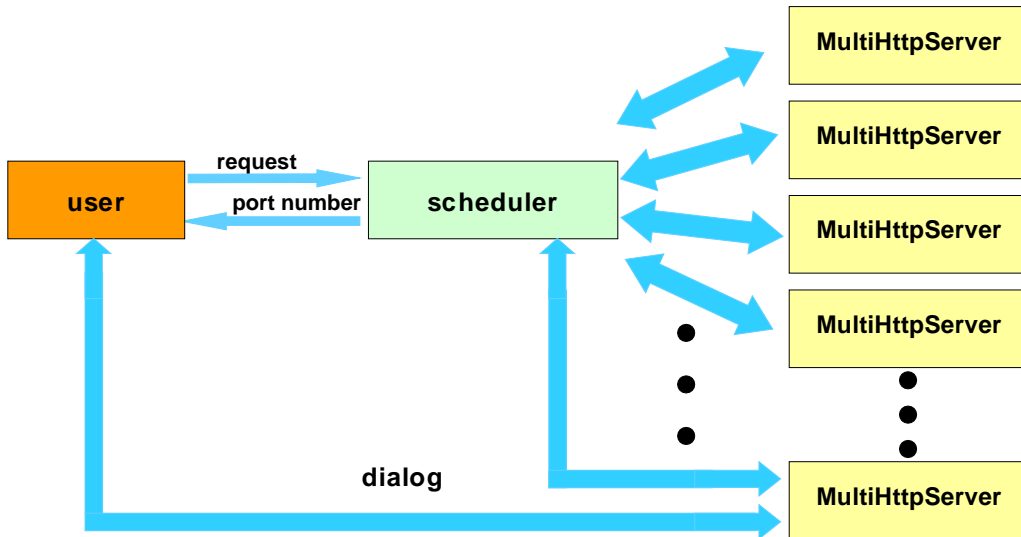 MultiHttpServer
MultiHttpServer
request
user
port number
scheduler
MultiHttpServer
MultiHttpServer
dialog
MultiHttpServer